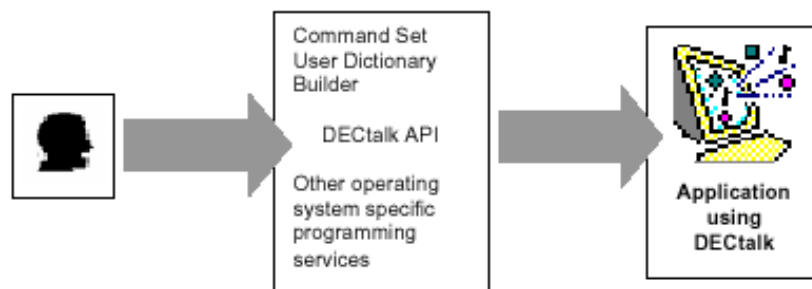 Command Set
User Dictionary
Builder
DECtalk API
Other operating
system specific
programming
services
Application
using
DECtalk